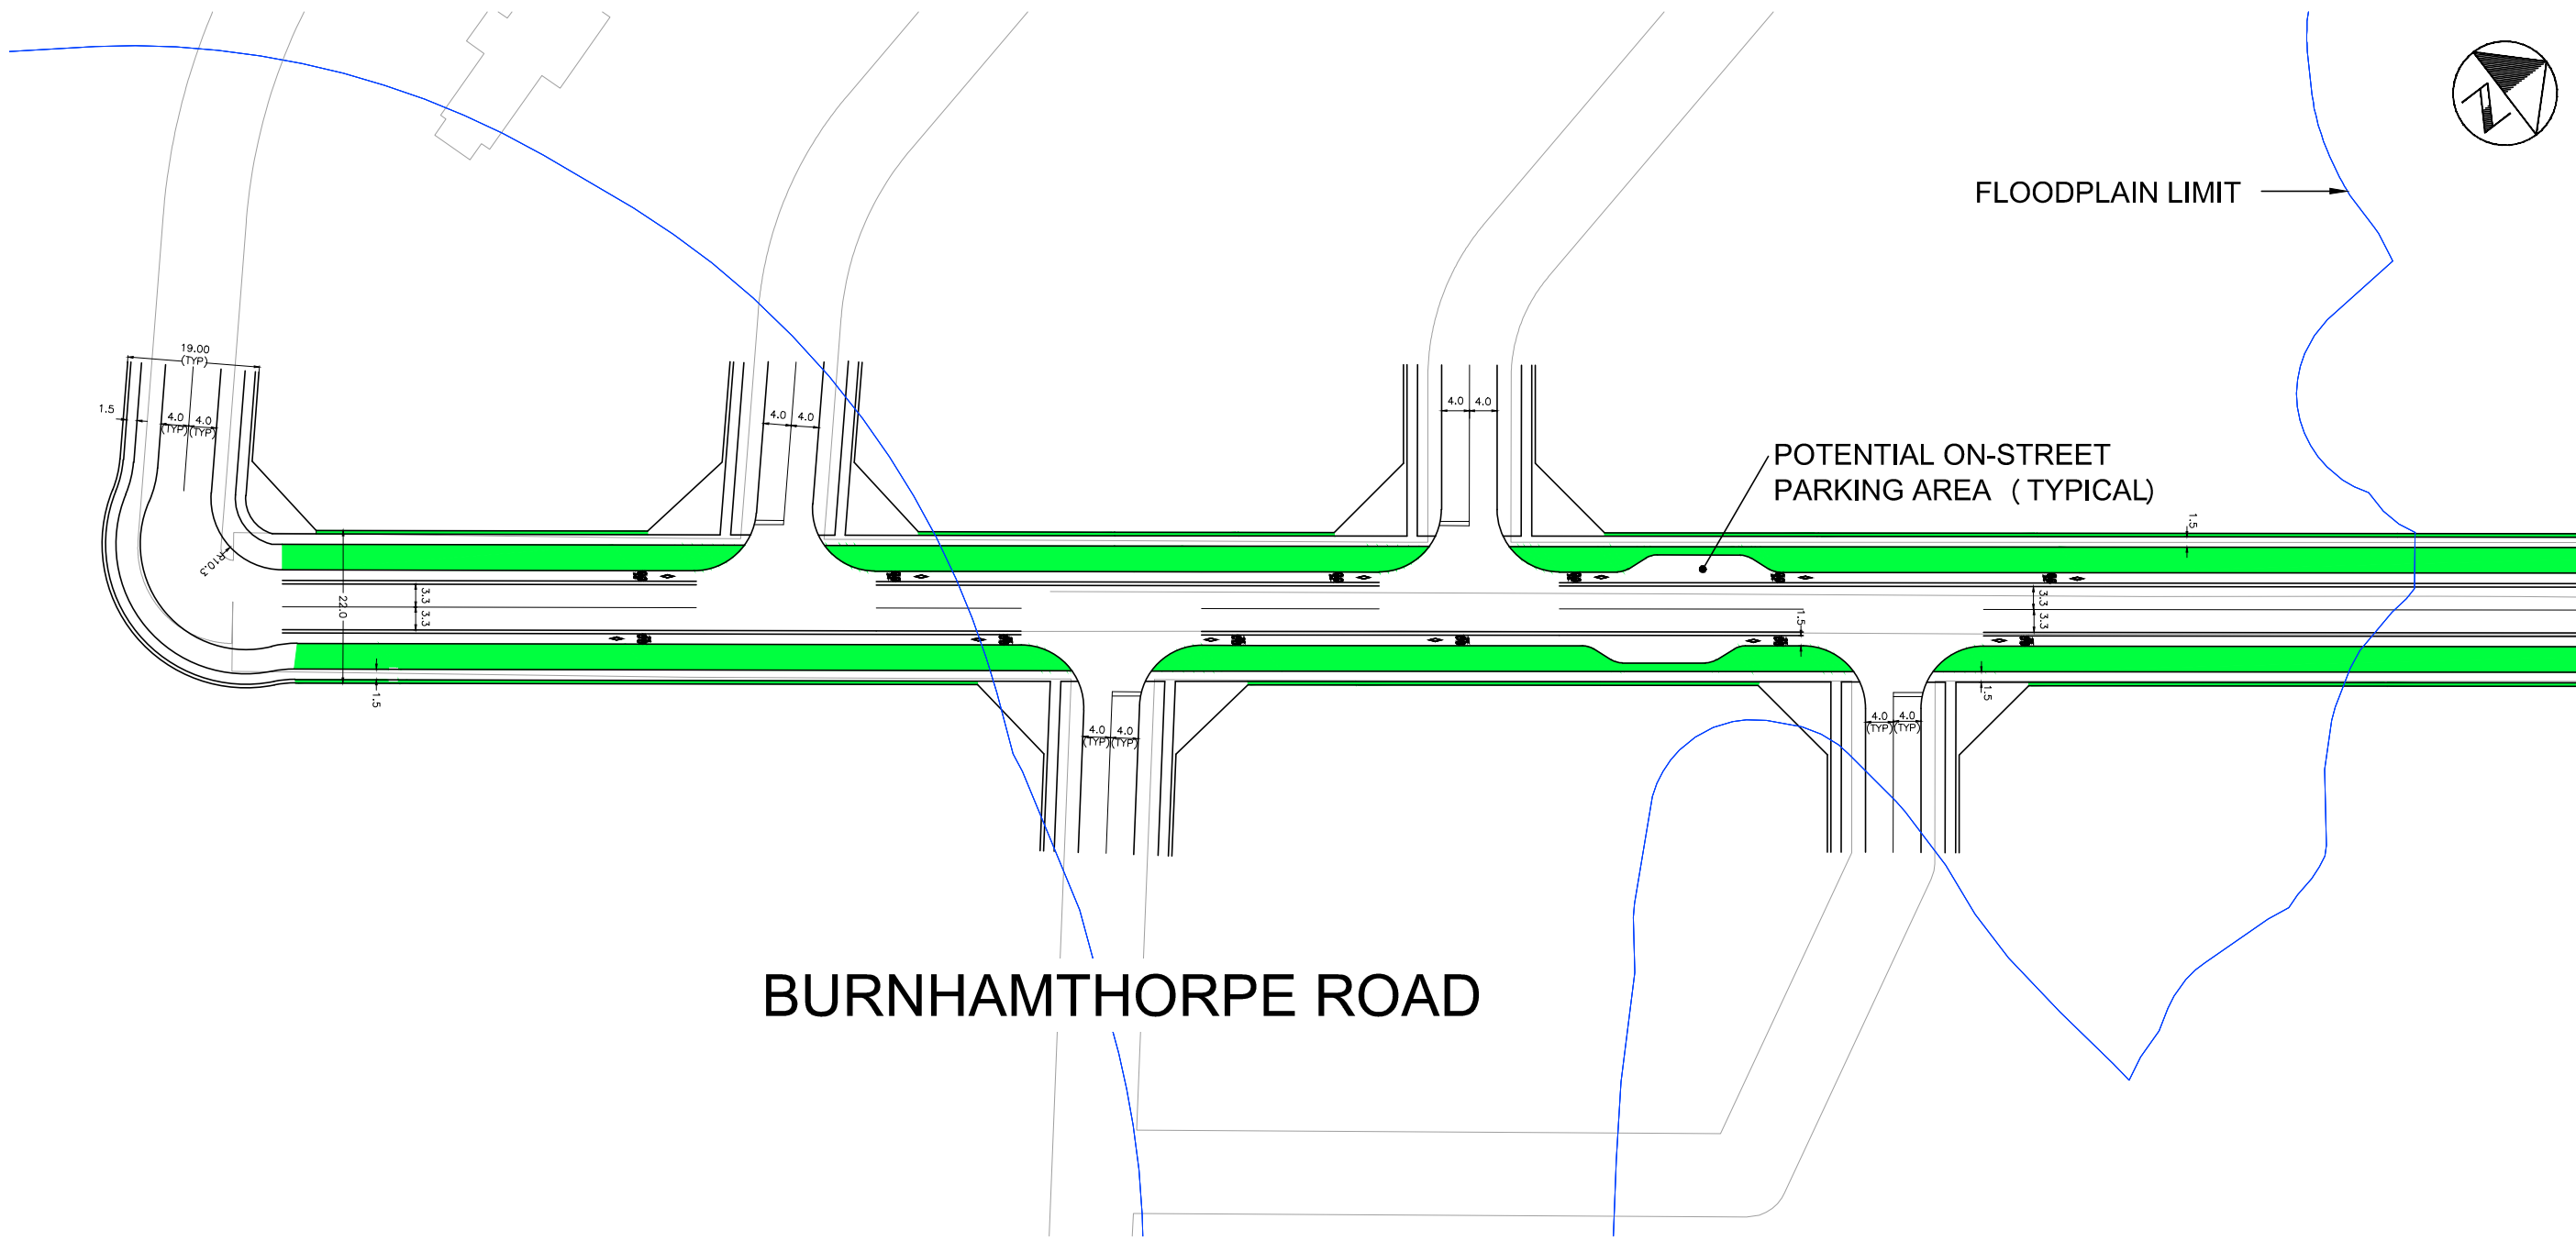 FLOODPLAIN LIMIT
19.00
(TYP)
1.5
4.0 4.0
(TYP) (TYP)
4.0 4.0
4.0 4.0
POTENTIAL ON-STREET
PARKING AREA ( TYPICAL)
1.5
R10.3
3.3
3.3
22.0
3.3
3.3
1.5
1.5
1.5
4.0 4.0
(TYP) (TYP)
4.0 4.0
(TYP) (TYP)
BURNHAMTHORPE ROAD